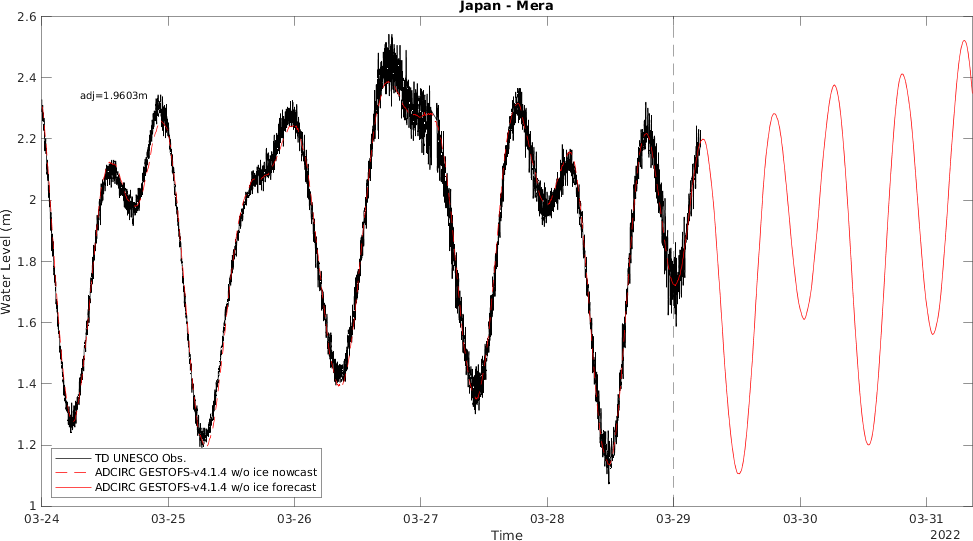 Japan - Mera
2.6
2.4
2.2
2
1.8
1.6
1.4
1.2
1
Water Level (m)
adj=1.9603m
TD UNESCO Obs.
ADCIRC GESTOFS-v4.1.4 w/o ice nowcast
ADCIRC GESTOFS-v4.1.4 w/o ice forecast
03-24 03-25 03-26 03-27 03-28 03-29 03-30 03-31
Time
2022